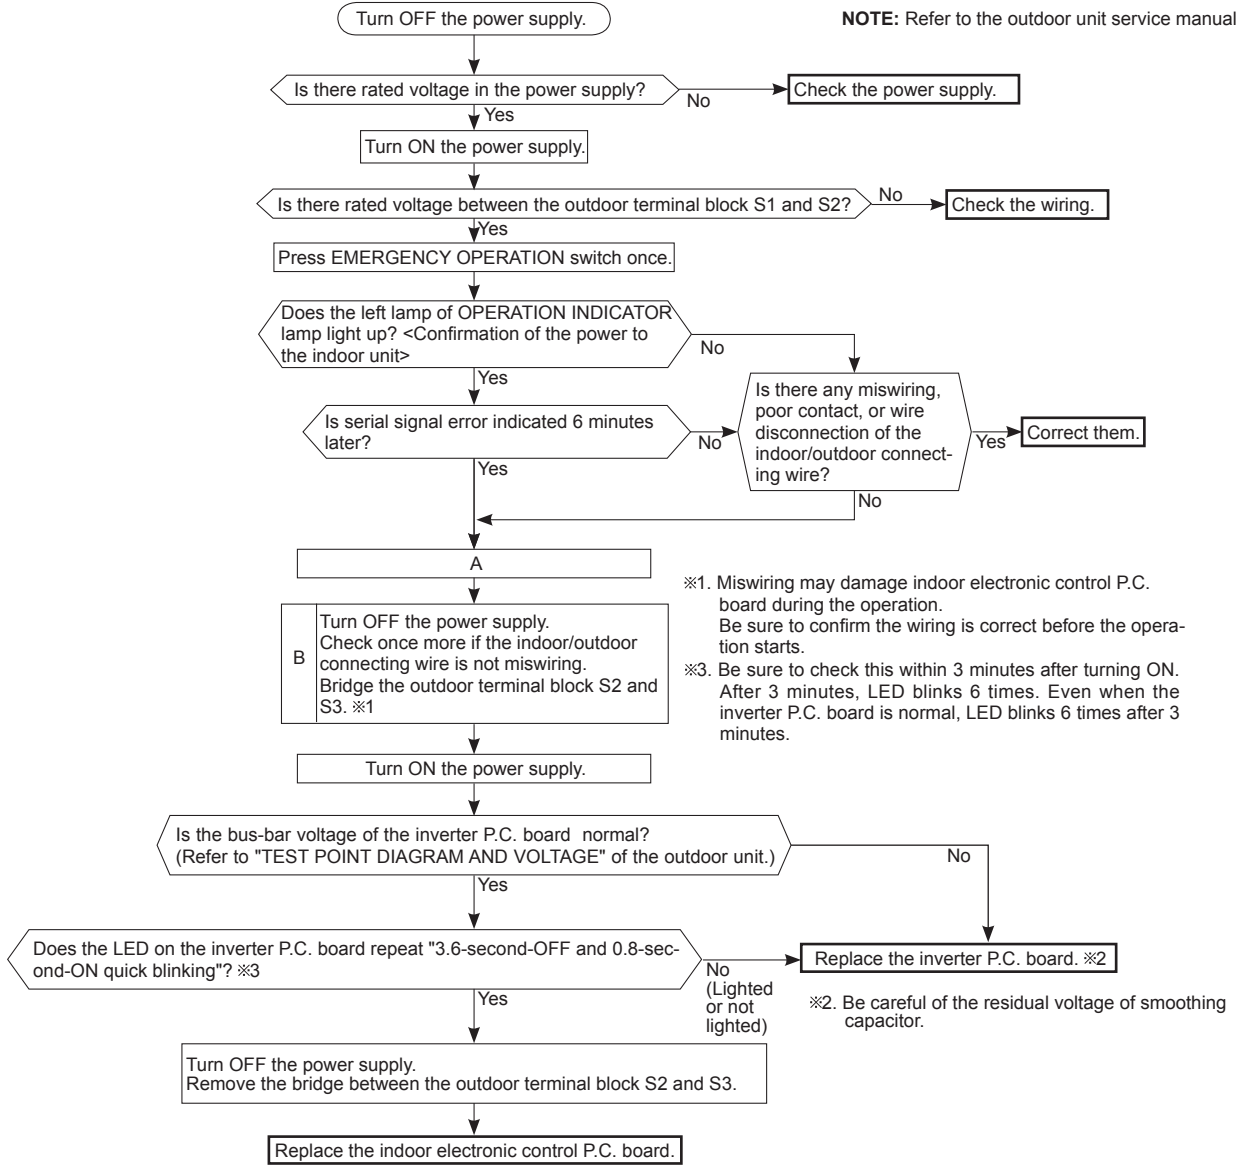 Turn OFF the power supply.
NOTE: Refer to the outdoor unit service manual
Is there rated voltage in the power supply?
No
Check the power supply.
Yes
Turn ON the power supply.
Is there rated voltage between the outdoor terminal block S1 and S2?
No
Check the wiring.
Yes
Press EMERGENCY OPERATION switch once.
Does the left lamp of OPERATION INDICATOR
lamp light up? <Confirmation of the power to
the indoor unit>
No
Yes
Is there any miswiring,
poor contact, or wire
disconnection of the
indoor/outdoor connect-
ing wire?
Is serial signal error indicated 6 minutes
later?
No
Yes
Correct them.
Yes
No
A
B
Turn OFF the power supply.
Check once more if the indoor/outdoor
connecting wire is not miswiring.
Bridge the outdoor terminal block S2 and
S3. ※1
※1. Miswiring may damage indoor electronic control P.C.
board during the operation.
Be sure to confirm the wiring is correct before the opera-
tion starts.
※3. Be sure to check this within 3 minutes after turning ON.
After 3 minutes, LED blinks 6 times. Even when the
inverter P.C. board is normal, LED blinks 6 times after 3
minutes.
Turn ON the power supply.
Is the bus-bar voltage of the inverter P.C. board normal?
(Refer to "TEST POINT DIAGRAM AND VOLTAGE" of the outdoor unit.)
No
Yes
Does the LED on the inverter P.C. board repeat "3.6-second-OFF and 0.8-sec-
ond-ON quick blinking"? ※3
No
(Lighted
or not
lighted)
Replace the inverter P.C. board. ※2
※2. Be careful of the residual voltage of smoothing
capacitor.
Yes
Turn OFF the power supply.
Remove the bridge between the outdoor terminal block S2 and S3.
Replace the indoor electronic control P.C. board.